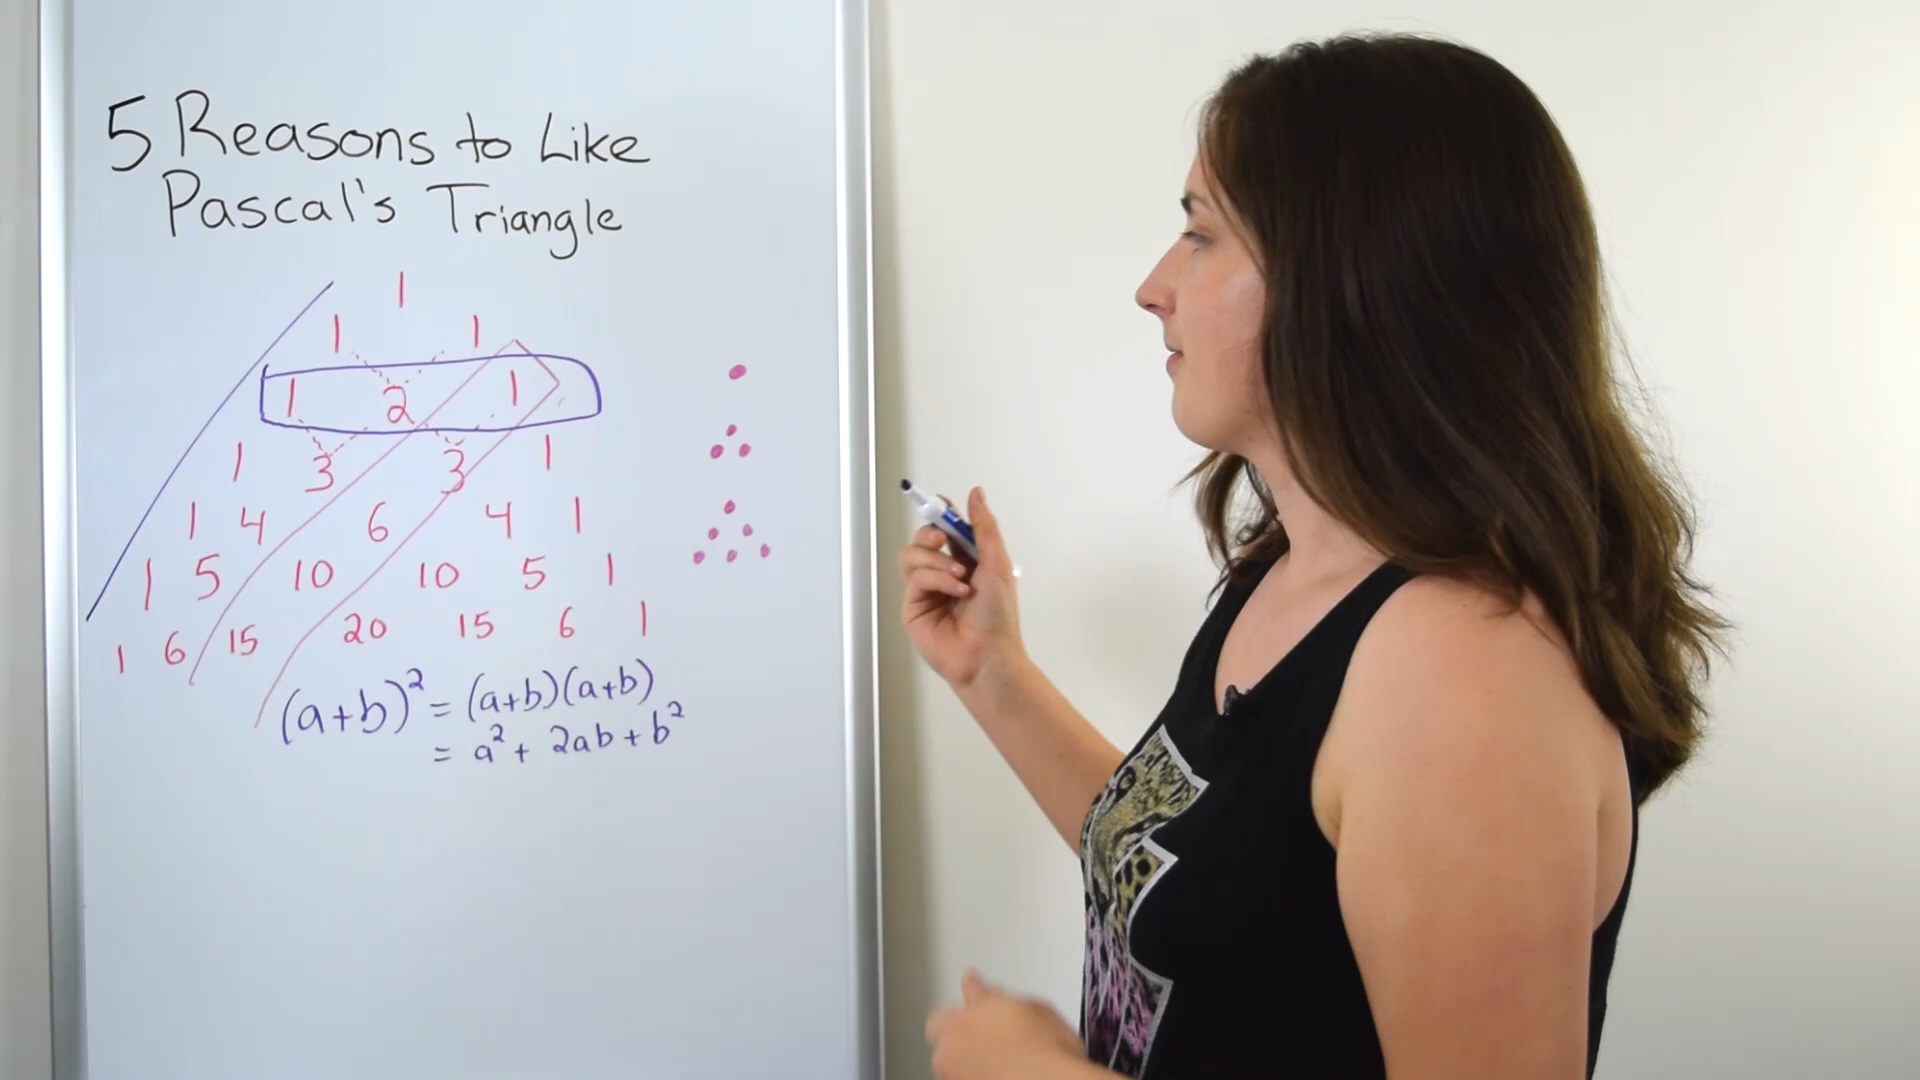 5 Reasons to Like
Pascal's Triangle
1
1 1
1 2 1
1 3 3 1
1 4 6 4 1
1 5 10 10 5 1
1 6 15 20 15 6 1
(a+b)² = (a+b)(a+b)
= a² + 2ab + b²